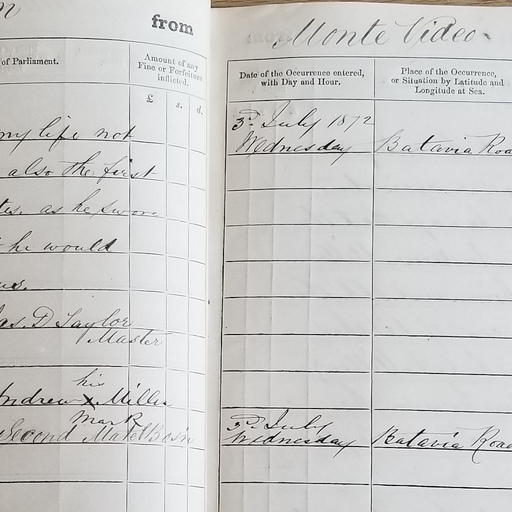 from
of Parliament.
Amount of any
Fine or Forfeiture
inflicted.
£ s. d.
my life not
also the first
as he swore
he would
Jas. D Taylor
Master
his
Andrew x Miller
mark
Second Mate & Bosn
Monte Video
Date of the Occurrence entered,
with Day and Hour.
Place of the Occurrence,
or Situation by Latitude and
Longitude at Sea.
3d. July 1872
Wednesday
Batavia Roa
3d. July
Wednesday
Batavia Road